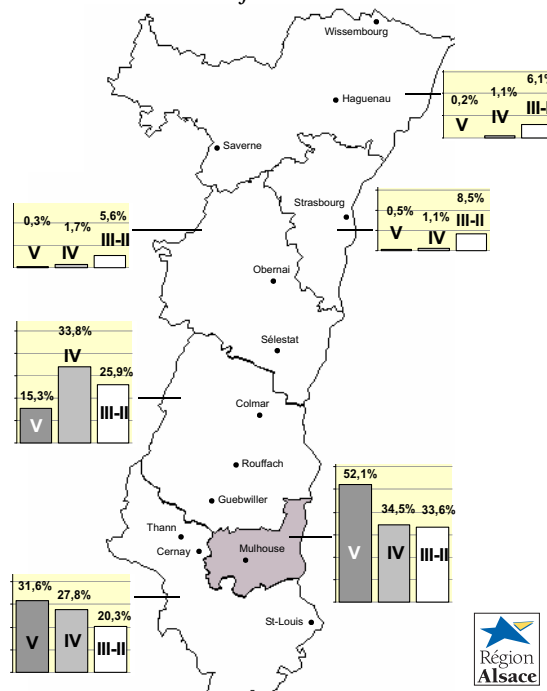 Wissembourg
6,1%
1,1%
0,2%
III-I
IV
V
Haguenau
Saverne
Strasbourg
8,5%
0,5%
1,1%
III-II
V
IV
5,6%
0,3%
1,7%
III-II
V
IV
Obernai
Sélestat
33,8%
IV
25,9%
15,3%
III-II
V
Colmar
Rouffach
Guebwiller
52,1%
34,5%
33,6%
V
IV
III-II
Thann
Cernay
Mulhouse
31,6%
27,8%
20,3%
V
IV
III-II
St-Louis
Région
Alsace